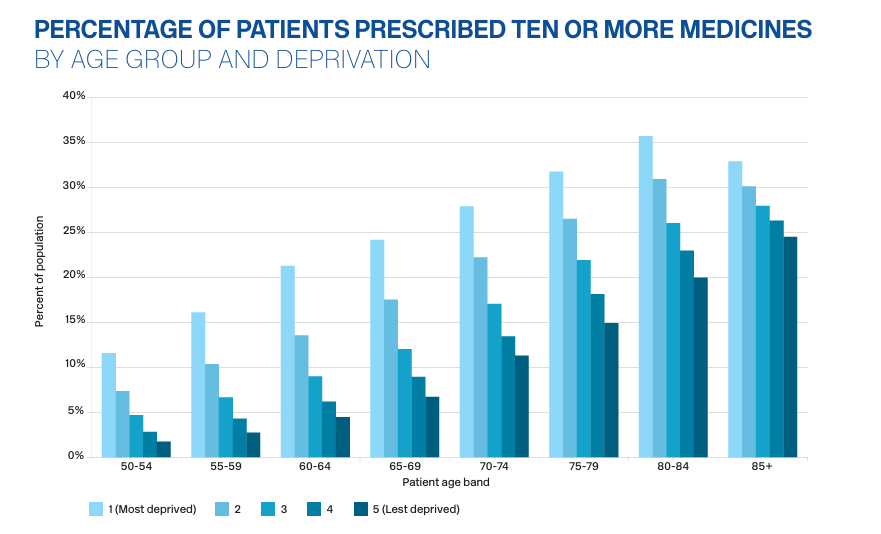 PERCENTAGE OF PATIENTS PRESCRIBED TEN OR MORE MEDICINES
BY AGE GROUP AND DEPRIVATION
40%
35%
30%
25%
20%
15%
10%
5%
0%
Percent of population
50-54 55-59 60-64 65-69 70-74 75-79 80-84 85+
Patient age band
1 (Most deprived) 2 3 4 5 (Lest deprived)